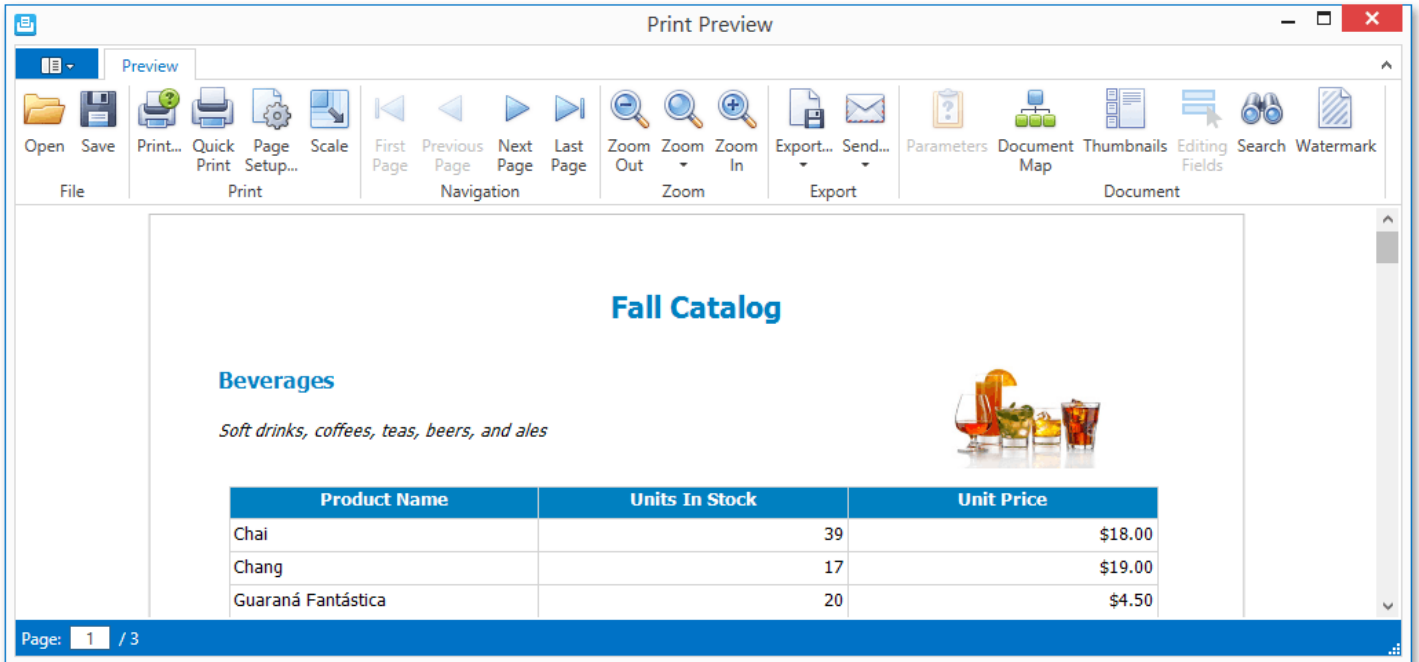 Print Preview
Preview
Open Save Print... Quick Print Page Setup... Scale First Page Previous Page Next Page Last Page Zoom Out Zoom Zoom In Export... Send... Parameters Document Map Thumbnails Editing Fields Search Watermark
File Print Navigation Zoom Export Document
Fall Catalog
Beverages
Soft drinks, coffees, teas, beers, and ales
Product Name Units In Stock Unit Price
Chai 39 $18.00
Chang 17 $19.00
Guaraná Fantástica 20 $4.50
Page: 1 / 3